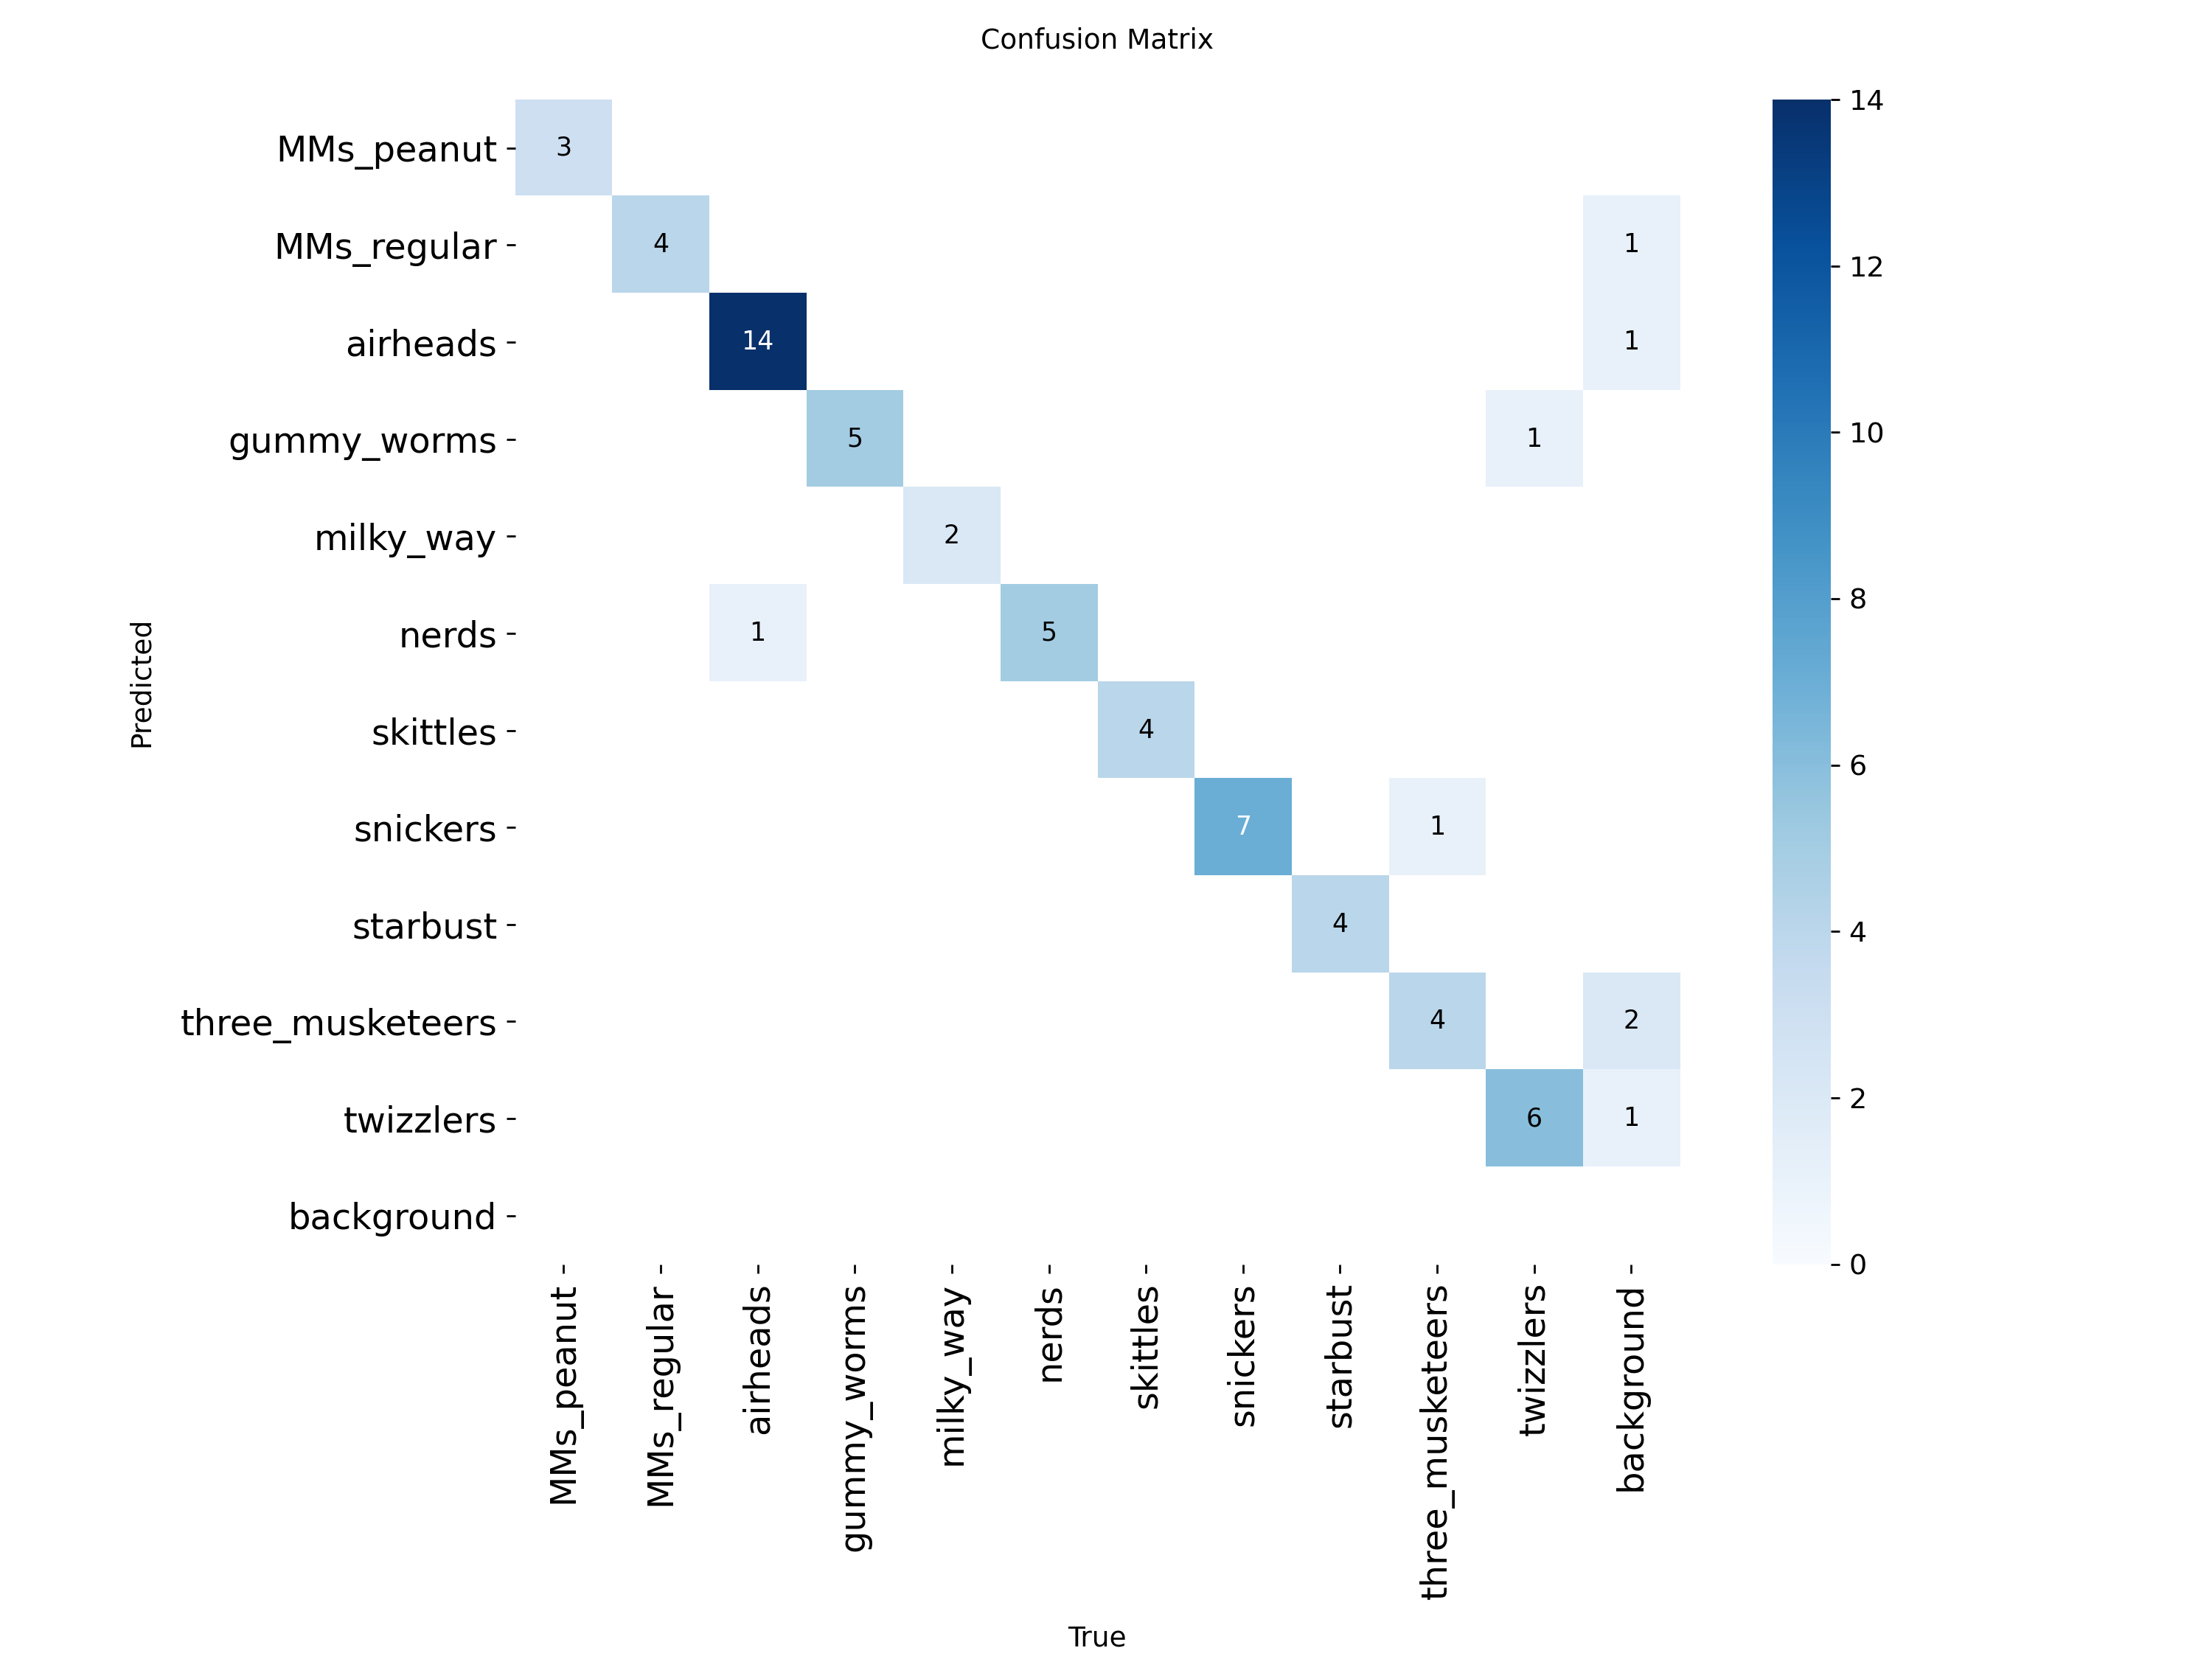 Confusion Matrix
MMs_peanut 3
MMs_regular 4 1
airheads 14 1
gummy_worms 5 1
milky_way 2
nerds 1 5
skittles 4
snickers 7 1
starbust 4
three_musketeers 4 2
twizzlers 6 1
background
Predicted
MMs_peanut
MMs_regular
airheads
gummy_worms
milky_way
nerds
skittles
snickers
starbust
three_musketeers
twizzlers
background
True
14
12
10
8
6
4
2
0